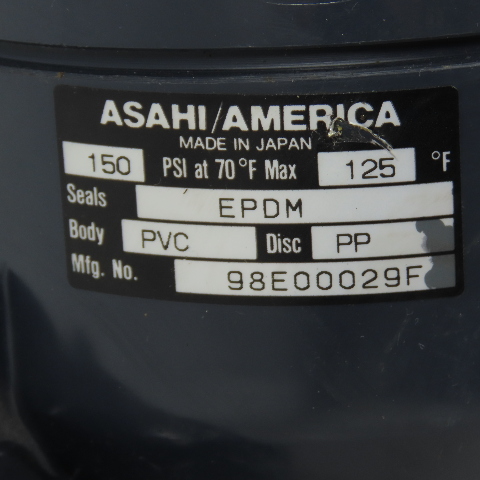 ASAHI/AMERICA
MADE IN JAPAN
150 PSI at 70°F Max 125 °F
Seals EPDM
Body PVC Disc PP
Mfg. No. 98E00029F